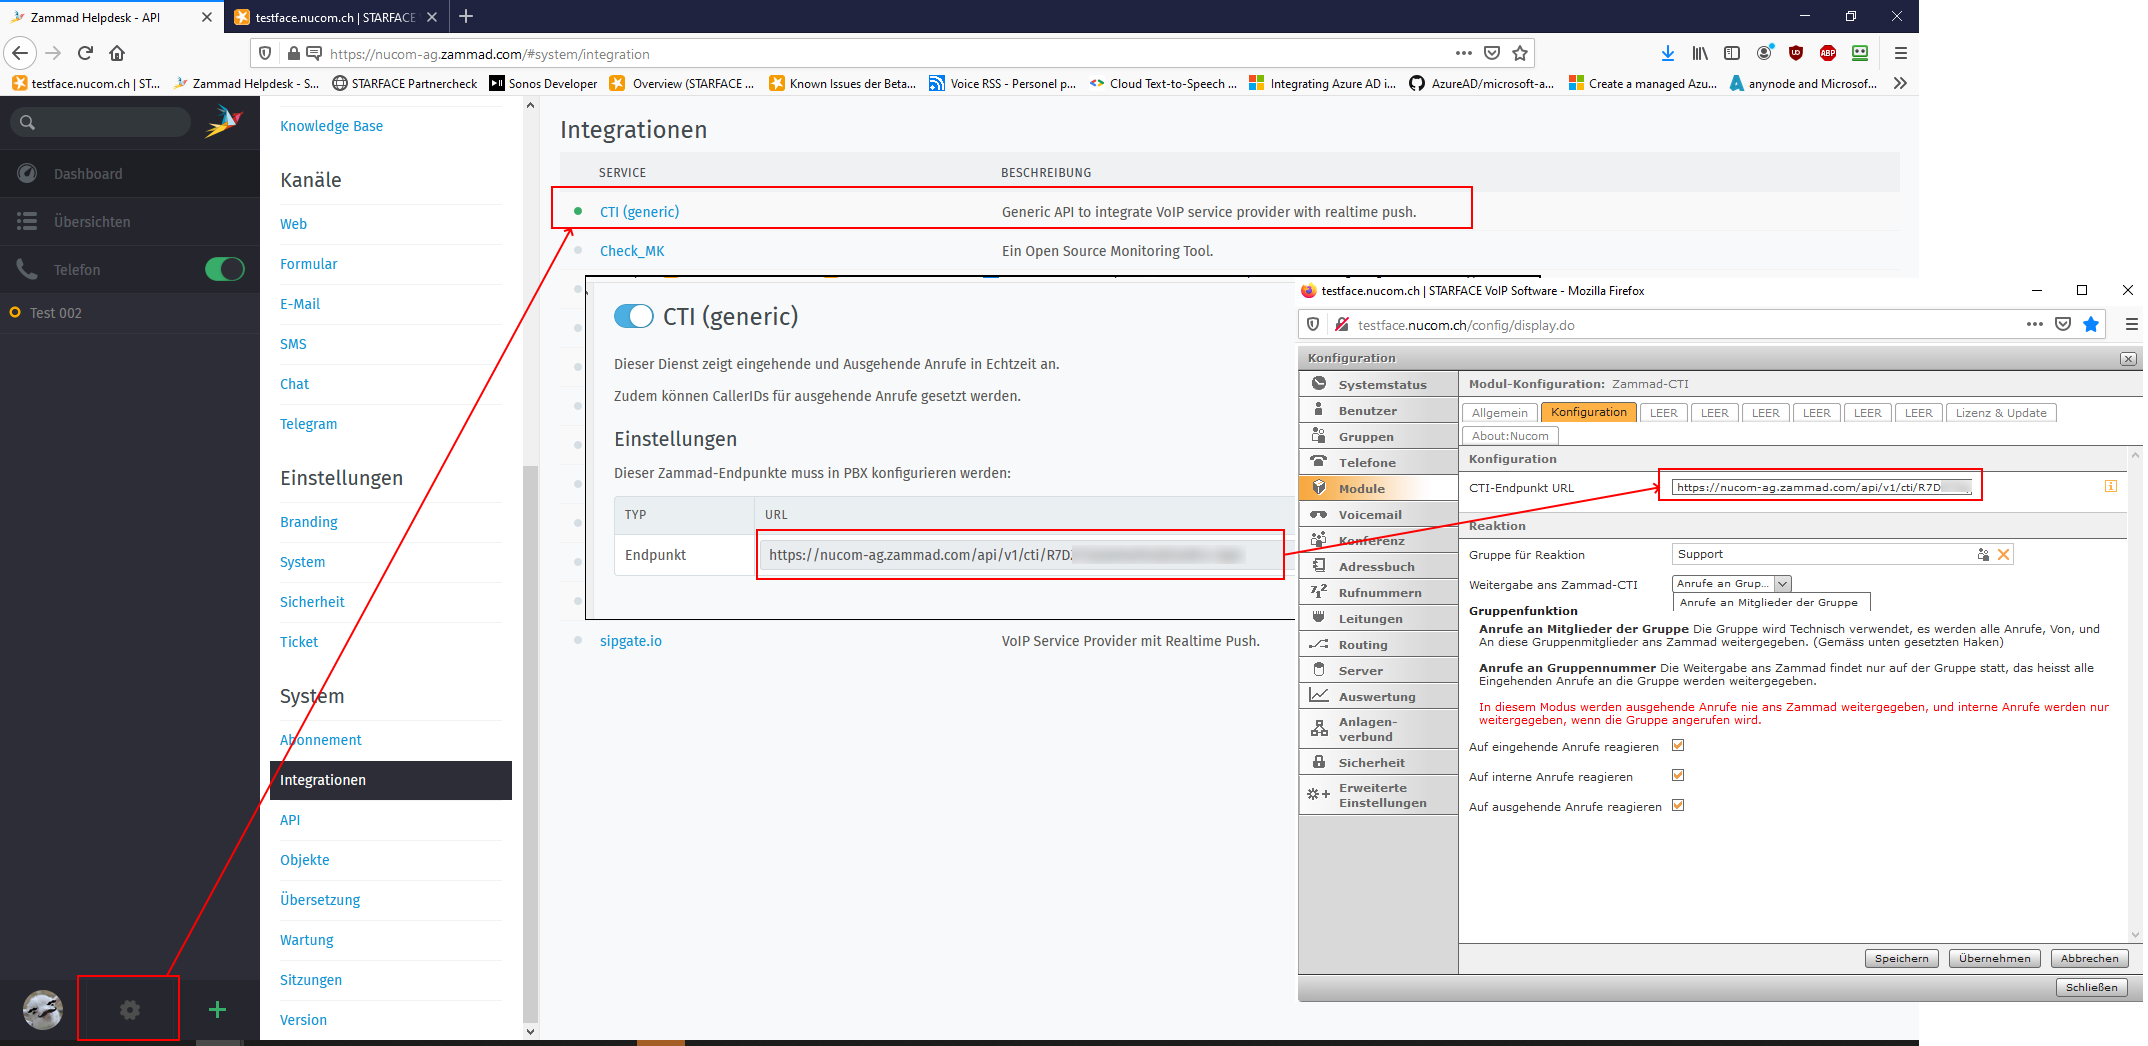 Zammad Helpdesk - API
testface.nucom.ch | STARFACE
https://nucom-ag.zammad.com/#system/integration
testface.nucom.ch | ST...
Zammad Helpdesk - S...
STARFACE Partnercheck
Sonos Developer
Overview (STARFACE ...
Known Issues der Beta...
Voice RSS - Personel p...
Cloud Text-to-Speech ...
Integrating Azure AD i...
AzureAD/microsoft-a...
Create a managed Azu...
anynode and Microsof...
Dashboard
Übersichten
Telefon
Test 002
Knowledge Base
Kanäle
Web
Formular
E-Mail
SMS
Chat
Telegram
Einstellungen
Branding
System
Sicherheit
Ticket
System
Abonnement
Integrationen
API
Objekte
Übersetzung
Wartung
Sitzungen
Version
Integrationen
SERVICE BESCHREIBUNG
CTI (generic) Generic API to integrate VoIP service provider with realtime push.
Check_MK Ein Open Source Monitoring Tool.
CTI (generic)
Dieser Dienst zeigt eingehende und Ausgehende Anrufe in Echtzeit an.
Zudem können CallerIDs für ausgehende Anrufe gesetzt werden.
Einstellungen
Dieser Zammad-Endpunkte muss in PBX konfigurieren werden:
TYP URL
Endpunkt https://nucom-ag.zammad.com/api/v1/cti/R7D
sipgate.io VoIP Service Provider mit Realtime Push.
testface.nucom.ch | STARFACE VoIP Software - Mozilla Firefox
testface.nucom.ch/config/display.do
Konfiguration
Systemstatus
Benutzer
Gruppen
Telefone
Module
Voicemail
Konferenz
Adressbuch
Rufnummern
Leitungen
Routing
Server
Auswertung
Anlagen-
verbund
Sicherheit
Erweiterte
Einstellungen
Modul-Konfiguration: Zammad-CTI
Allgemein Konfiguration LEER LEER LEER LEER LEER LEER Lizenz & Update
About:Nucom
Konfiguration
CTI-Endpunkt URL https://nucom-ag.zammad.com/api/v1/cti/R7D
Reaktion
Gruppe für Reaktion Support
Weitergabe ans Zammad-CTI Anrufe an Grup...
Anrufe an Mitglieder der Gruppe
Gruppenfunktion
Anrufe an Mitglieder der Gruppe Die Gruppe wird Technisch verwendet, es werden alle Anrufe, Von, und
An diese Gruppenmitglieder ans Zammad weitergegeben. (Gemäss unten gesetzten Haken)
Anrufe an Gruppennummer Die Weitergabe ans Zammad findet nur auf der Gruppe statt, das heisst alle
Eingehenden Anrufe an die Gruppe werden weitergegeben.
In diesem Modus werden ausgehende Anrufe nie ans Zammad weitergegeben, und interne Anrufe werden nur
weitergegeben, wenn die Gruppe angerufen wird.
Auf eingehende Anrufe reagieren
Auf interne Anrufe reagieren
Auf ausgehende Anrufe reagieren
Speichern Übernehmen Abbrechen
Schließen